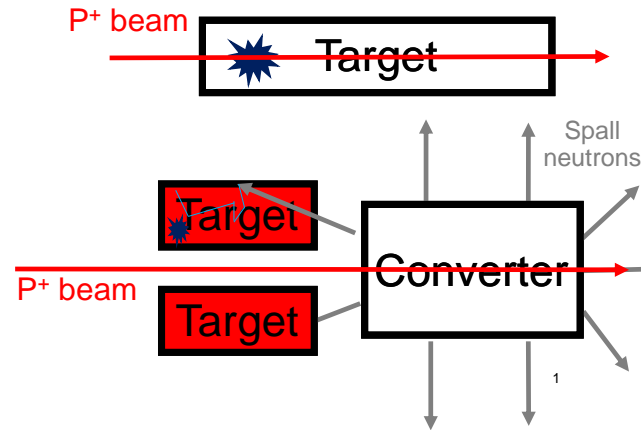 P⁺ beam
Target
Spall
neutrons
Target
Converter
P⁺ beam
Target
1